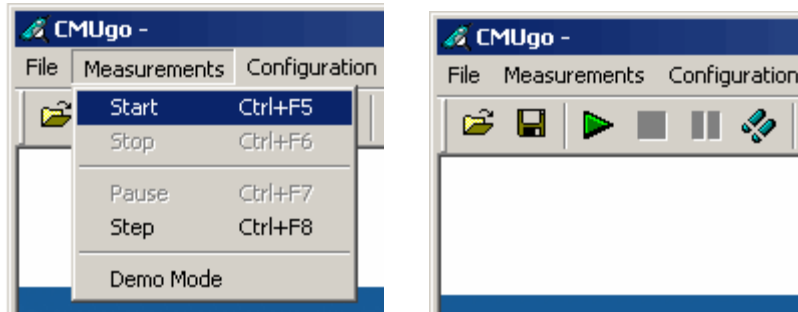 CMUgo -
File Measurements Configuration
Start Ctrl+F5
Stop Ctrl+F6
Pause Ctrl+F7
Step Ctrl+F8
Demo Mode
CMUgo -
File Measurements Configuration